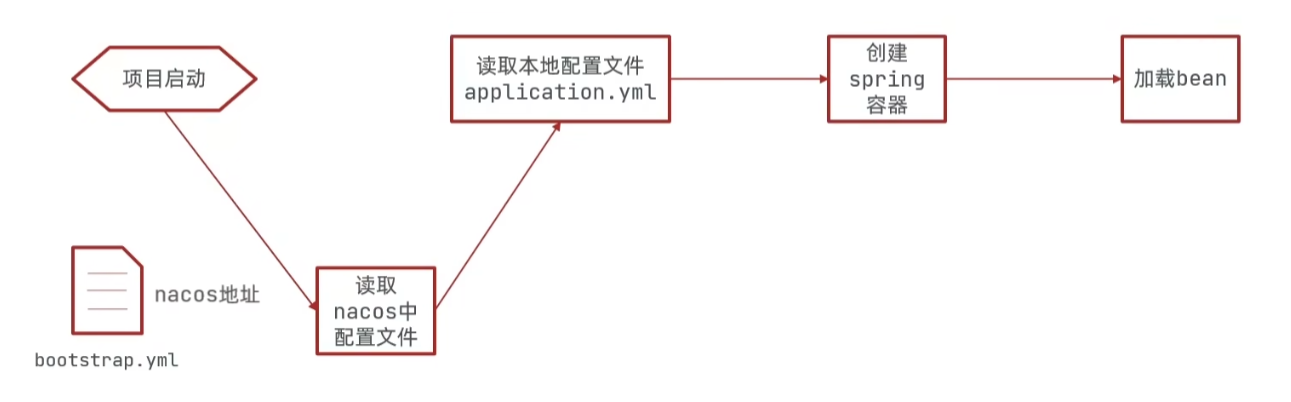 项目启动
读取本地配置文件
application.yml
创建
spring
容器
加载bean
nacos地址
bootstrap.yml
读取
nacos中
配置文件